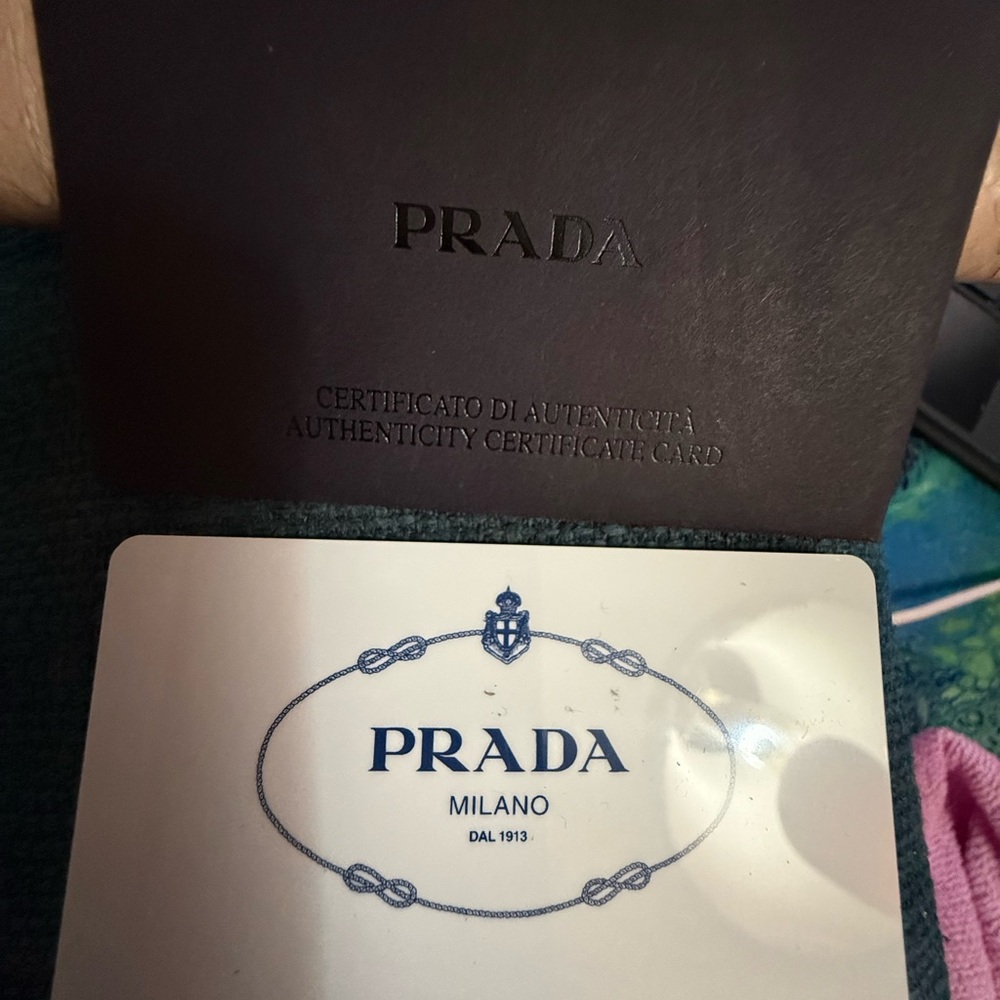 PRADA
CERTIFICATO DI AUTENTICITÀ
AUTHENTICITY CERTIFICATE CARD
PRADA
MILANO
DAL 1913